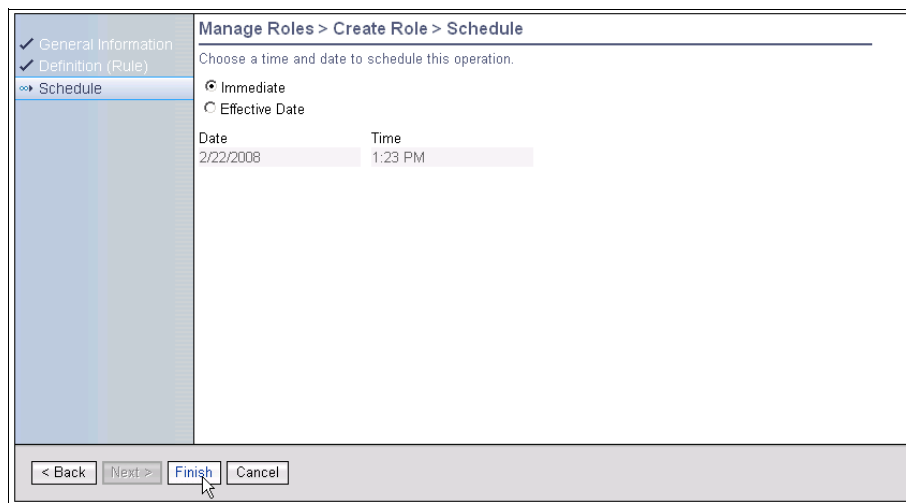 General Information
Definition (Rule)
Schedule
Manage Roles > Create Role > Schedule
Choose a time and date to schedule this operation.
Immediate
Effective Date
Date Time
2/22/2008 1:23 PM
< Back Next > Finish Cancel